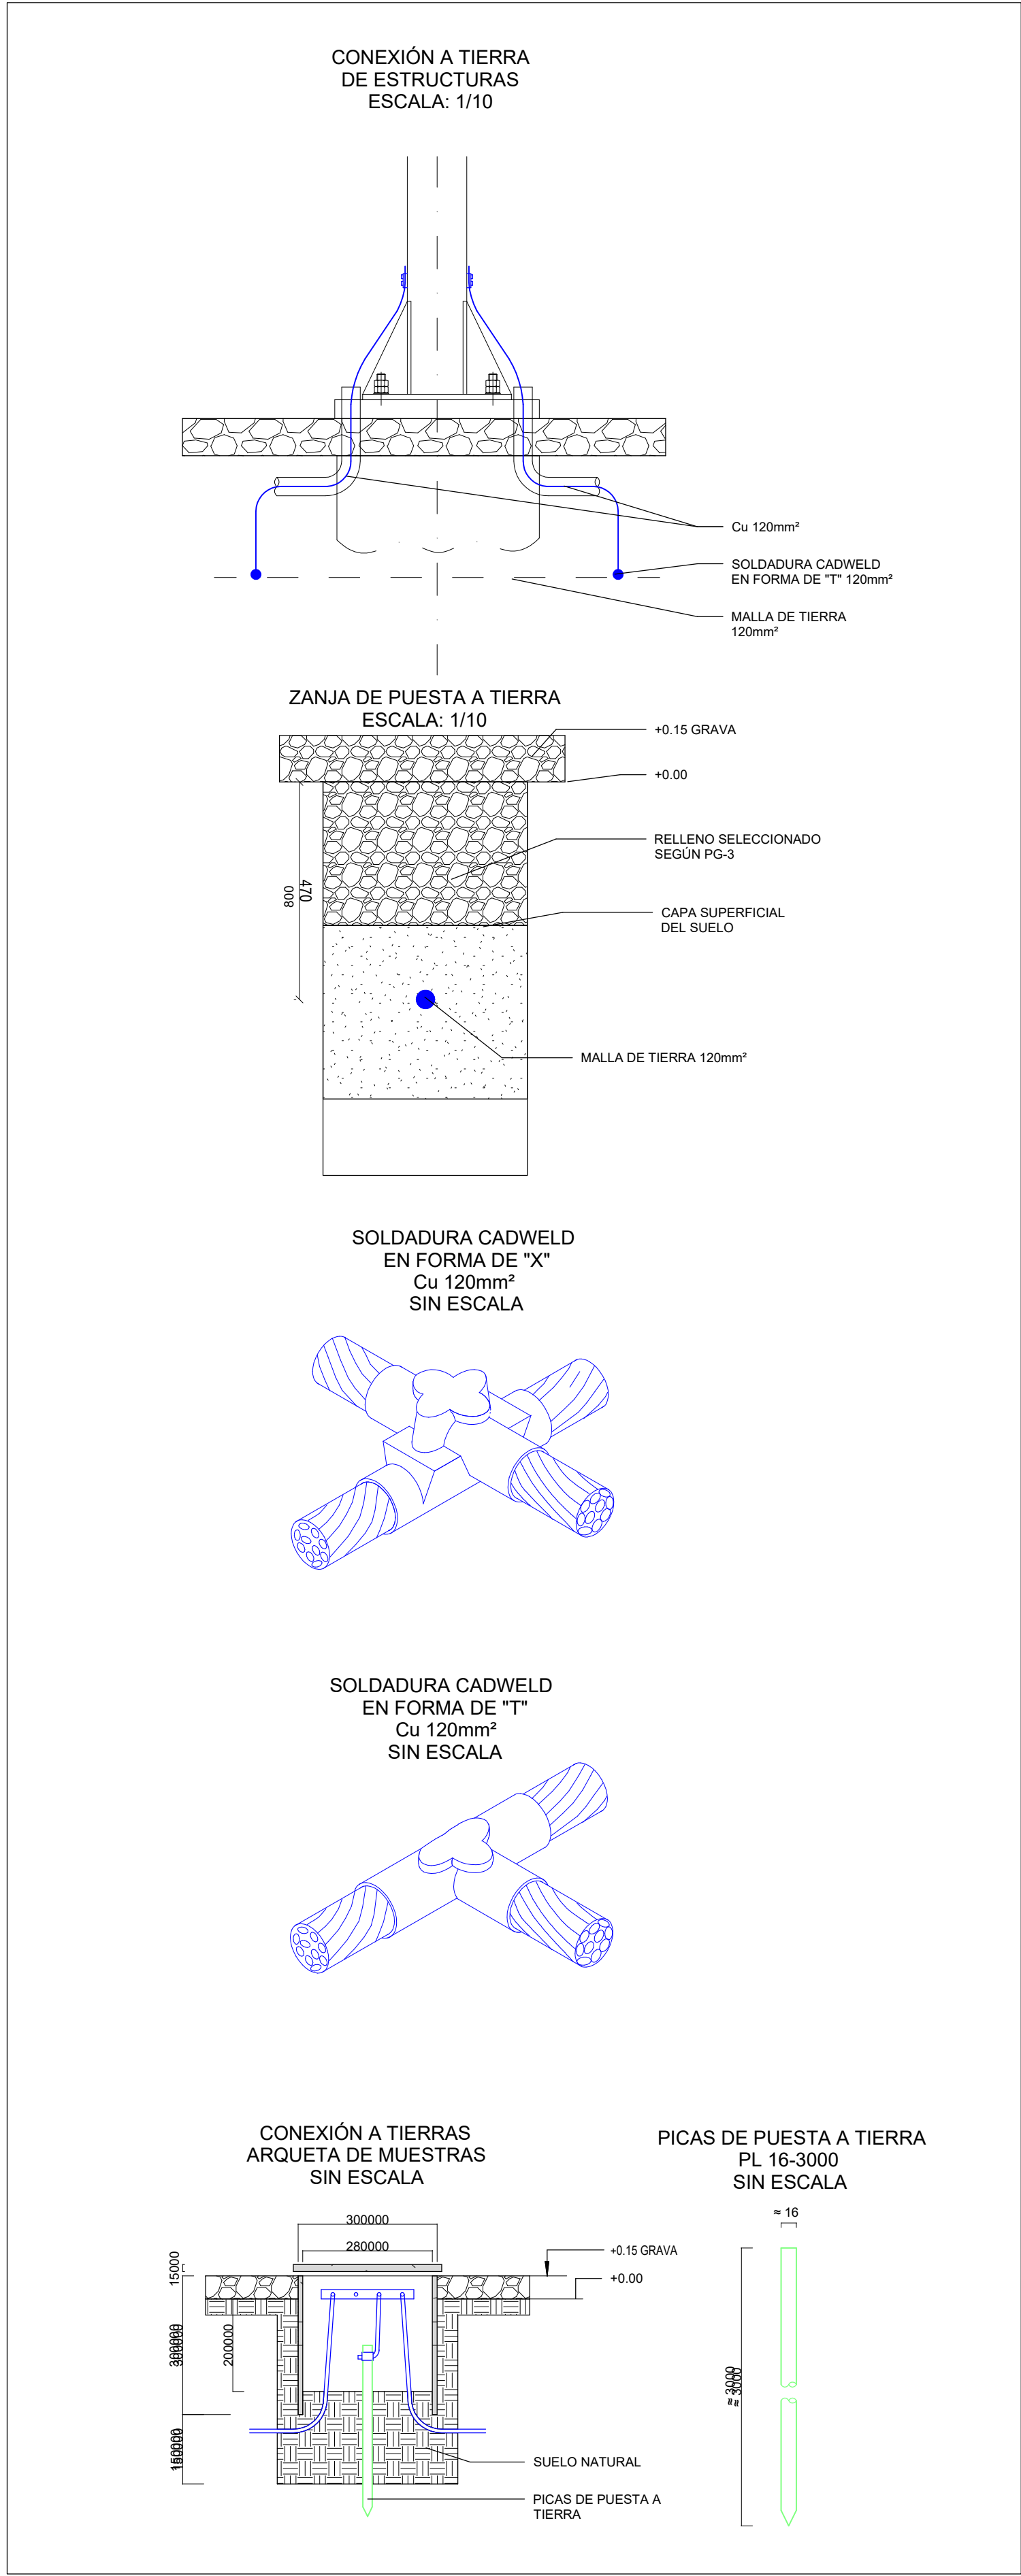 CONEXIÓN A TIERRA
DE ESTRUCTURAS
ESCALA: 1/10
Cu 120mm²
SOLDADURA CADWELD
EN FORMA DE "T" 120mm²
MALLA DE TIERRA
120mm²
ZANJA DE PUESTA A TIERRA
ESCALA: 1/10
+0.15 GRAVA
+0.00
RELLENO SELECCIONADO
SEGÚN PG-3
470
800
CAPA SUPERFICIAL
DEL SUELO
MALLA DE TIERRA 120mm²
SOLDADURA CADWELD
EN FORMA DE "X"
Cu 120mm²
SIN ESCALA
SOLDADURA CADWELD
EN FORMA DE "T"
Cu 120mm²
SIN ESCALA
CONEXIÓN A TIERRAS
ARQUETA DE MUESTRAS
SIN ESCALA
300000
280000
15000
+0.15 GRAVA
+0.00
300000
200000
150000
SUELO NATURAL
PICAS DE PUESTA A
TIERRA
PICAS DE PUESTA A TIERRA
PL 16-3000
SIN ESCALA
≈ 16
≈ 3000
≈ 3000